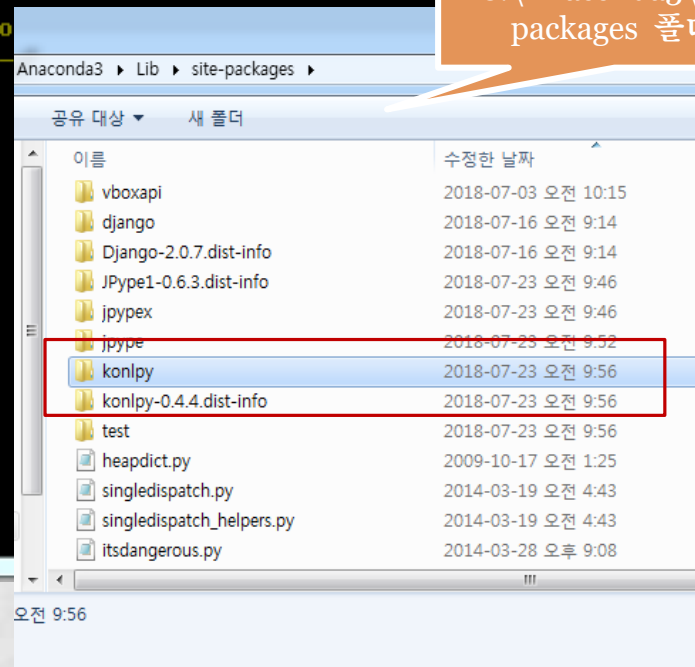 packages
Anaconda3 ▸ Lib ▸ site-packages ▸
공유 대상 ▼ 새 폴더
이름 수정한 날짜
vboxapi 2018-07-03 오전 10:15
django 2018-07-16 오전 9:14
Django-2.0.7.dist-info 2018-07-16 오전 9:14
JPype1-0.6.3.dist-info 2018-07-23 오전 9:46
jpypex 2018-07-23 오전 9:46
jpype 2018-07-23 오전 9:52
konlpy 2018-07-23 오전 9:56
konlpy-0.4.4.dist-info 2018-07-23 오전 9:56
test 2018-07-23 오전 9:56
heapdict.py 2009-10-17 오전 1:25
singledispatch.py 2014-03-19 오전 4:43
singledispatch_helpers.py 2014-03-19 오전 4:43
itsdangerous.py 2014-03-28 오후 9:08
오전 9:56